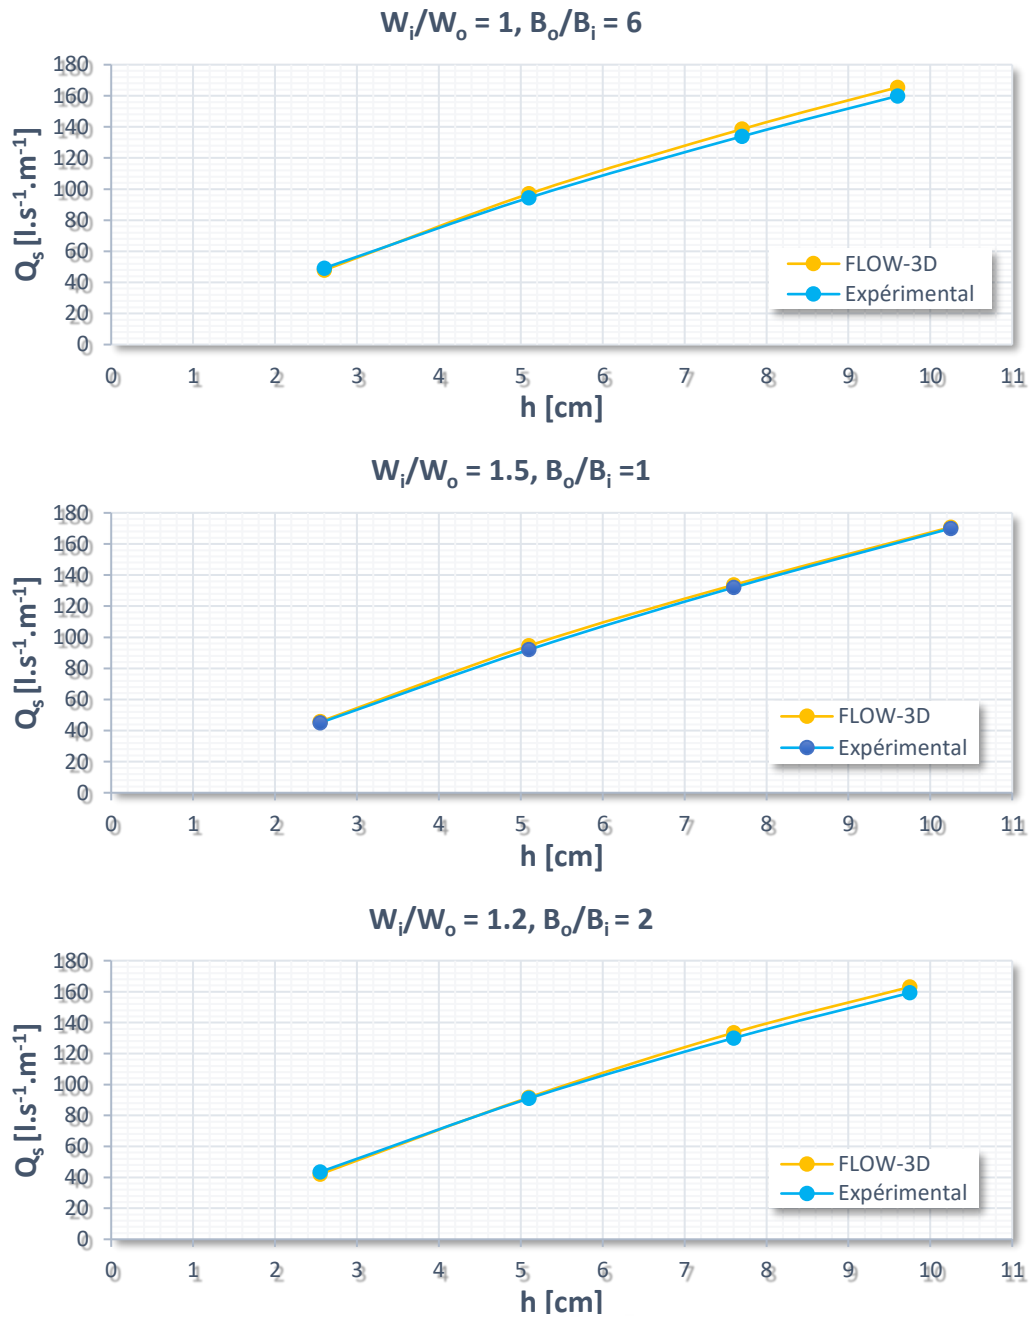 Wi/Wo = 1, Bo/Bi = 6
180
160
140
120
100
80
60
40
20
0
Qs [l.s-1.m-1]
FLOW-3D
Expérimental
0 1 2 3 4 5 6 7 8 9 10 11
h [cm]
Wi/Wo = 1.5, Bo/Bi =1
180
160
140
120
100
80
60
40
20
0
Qs [l.s-1.m-1]
FLOW-3D
Expérimental
0 1 2 3 4 5 6 7 8 9 10 11
h [cm]
Wi/Wo = 1.2, Bo/Bi = 2
180
160
140
120
100
80
60
40
20
0
Qs [l.s-1.m-1]
FLOW-3D
Expérimental
0 1 2 3 4 5 6 7 8 9 10 11
h [cm]